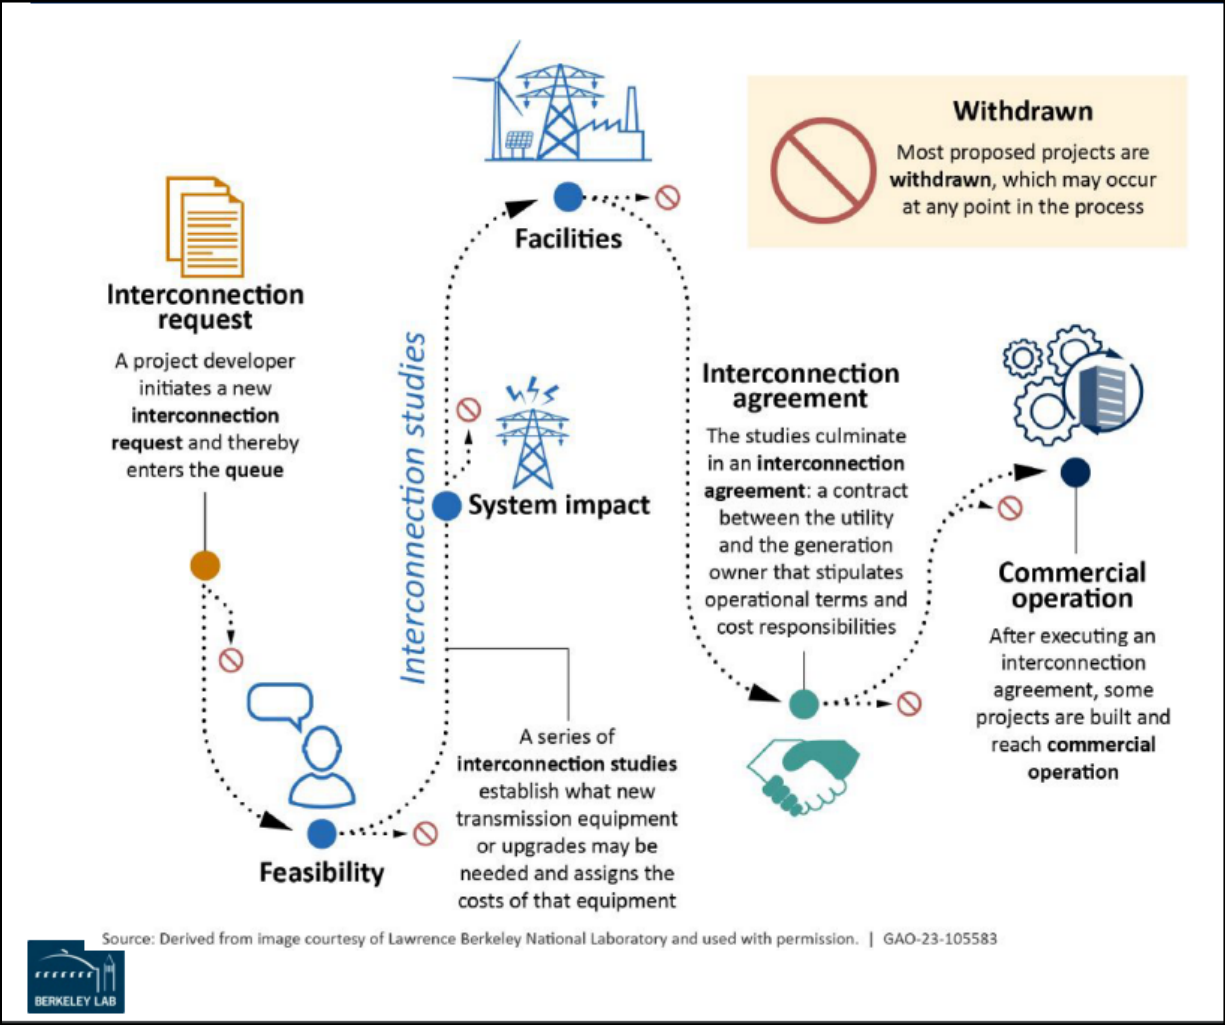 Withdrawn
Most proposed projects are
withdrawn, which may occur
at any point in the process
Facilities
Interconnection
request
A project developer
initiates a new
interconnection
request and thereby
enters the queue
Interconnection studies
System impact
Interconnection
agreement
The studies culminate
in an interconnection
agreement: a contract
between the utility
and the generation
owner that stipulates
operational terms and
cost responsibilities
Commercial
operation
After executing an
interconnection
agreement, some
projects are built and
reach commercial
operation
A series of
interconnection studies
establish what new
transmission equipment
or upgrades may be
needed and assigns the
costs of that equipment
Feasibility
Source: Derived from image courtesy of Lawrence Berkeley National Laboratory and used with permission. | GAO-23-105583
BERKELEY LAB